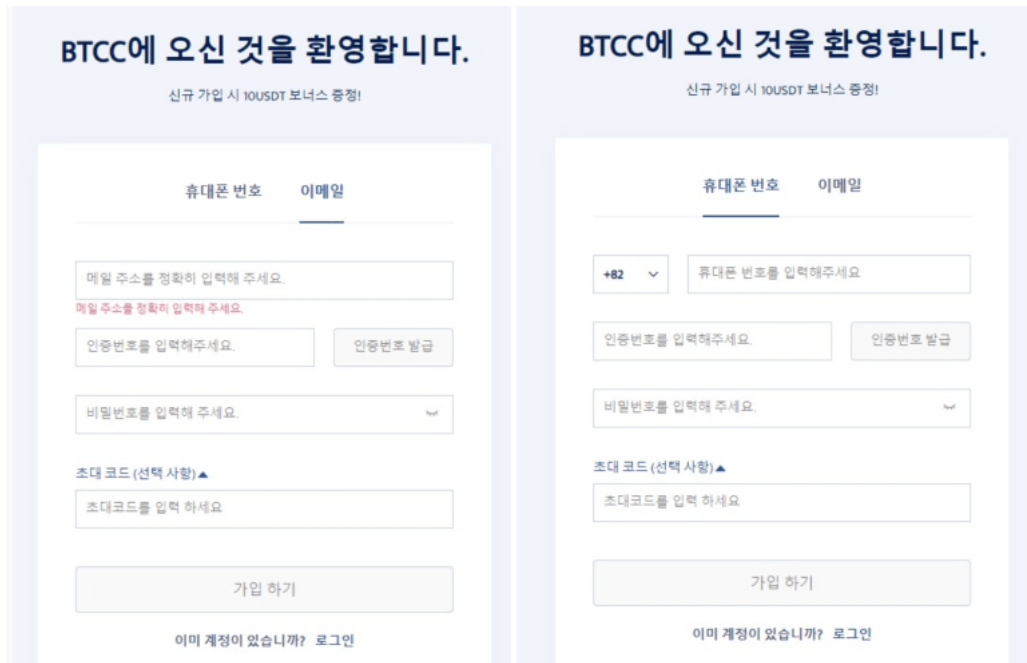 BTCC에 오신 것을 환영합니다.
신규 가입 시 10USDT 보너스 증정!
휴대폰 번호 이메일
메일 주소를 정확히 입력해 주세요.
메일 주소를 정확히 입력해 주세요.
인증번호를 입력해주세요. 인증번호 발급
비밀번호를 입력해 주세요.
초대 코드 (선택 사항)▲
초대코드를 입력 하세요
가입 하기
이미 계정이 있습니까? 로그인
BTCC에 오신 것을 환영합니다.
신규 가입 시 10USDT 보너스 증정!
휴대폰 번호 이메일
+82 휴대폰 번호를 입력해주세요
인증번호를 입력해주세요. 인증번호 발급
비밀번호를 입력해 주세요.
초대 코드 (선택 사항)▲
초대코드를 입력 하세요
가입 하기
이미 계정이 있습니까? 로그인